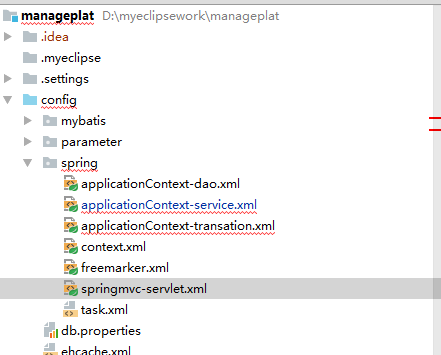 manageplat D:\myeclipsework\manageplat
.idea
.myeclipse
.settings
config
mybatis
parameter
spring
applicationContext-dao.xml
applicationContext-service.xml
applicationContext-transation.xml
context.xml
freemarker.xml
springmvc-servlet.xml
task.xml
db.properties
ehcache.xml